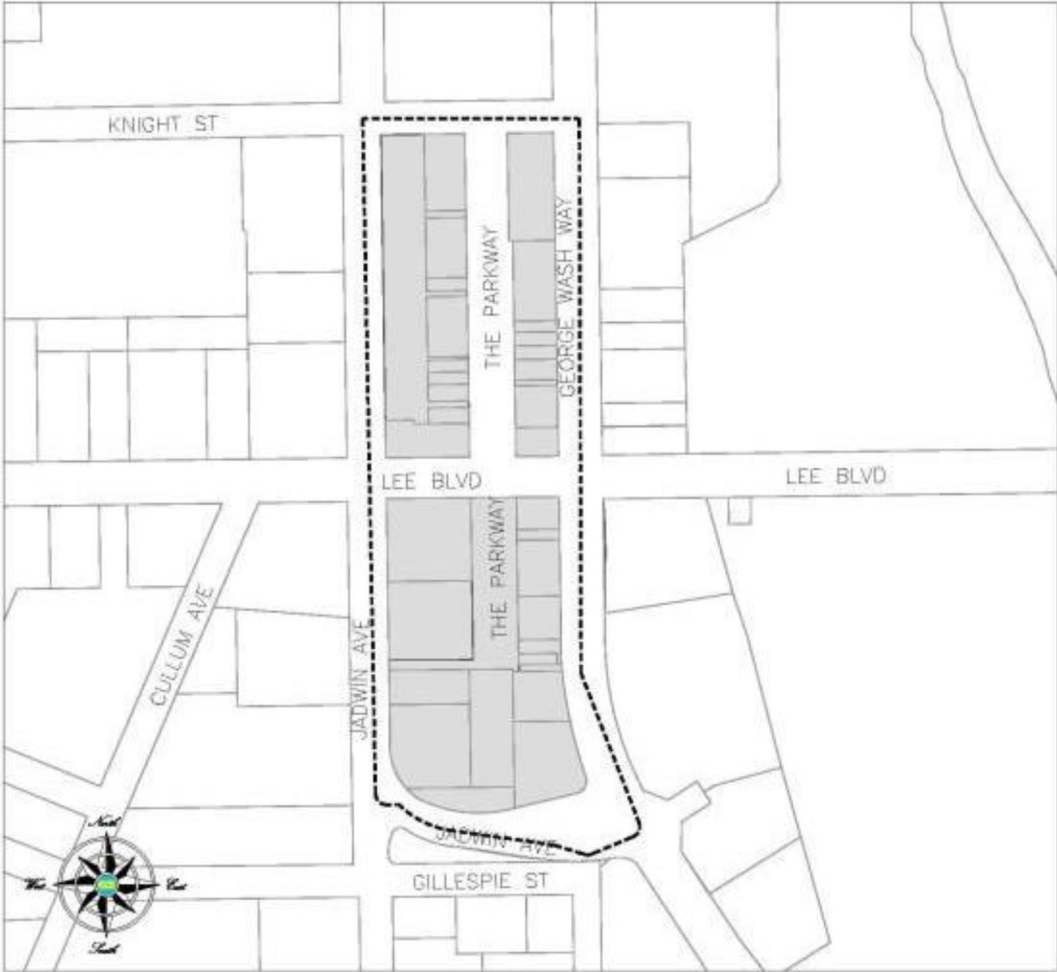 KNIGHT ST
THE PARKWAY
GEORGE WASH WAY
LEE BLVD
LEE BLVD
THE PARKWAY
CULLUM AVE
JADWIN AVE
JADWIN AVE
GILLESPIE ST
North
West
East
South